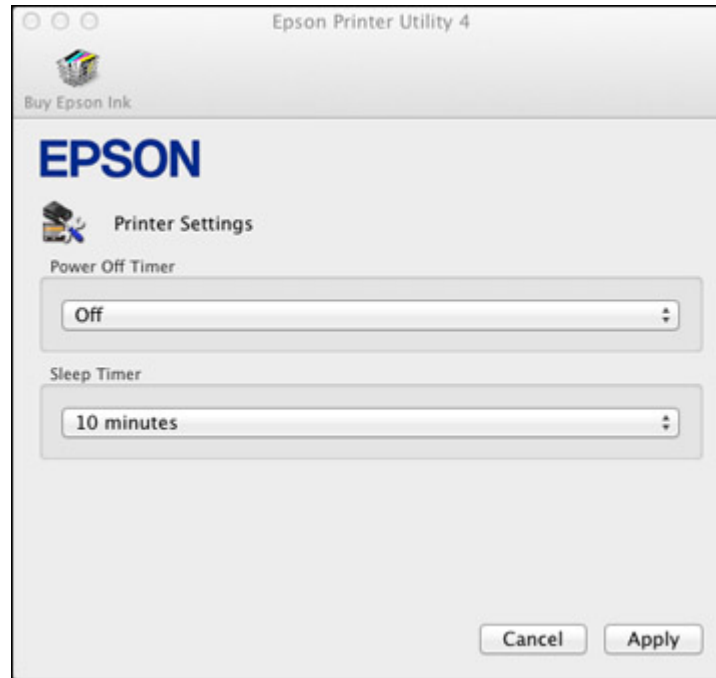 Epson Printer Utility 4
Buy Epson Ink
EPSON
Printer Settings
Power Off Timer
Off
Sleep Timer
10 minutes
Cancel Apply